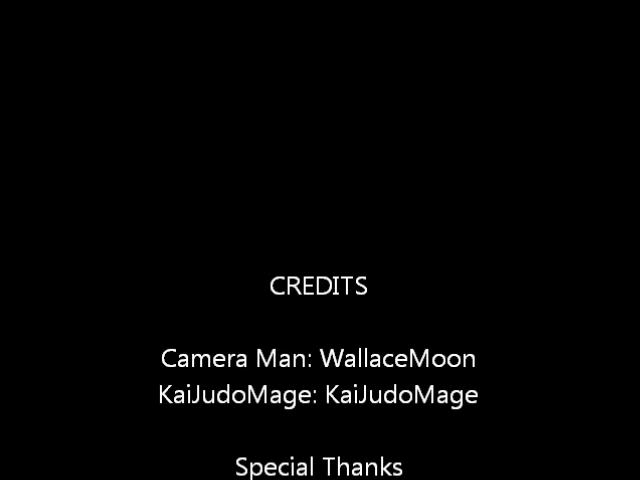 CREDITS
Camera Man: WallaceMoon
KaiJudoMage: KaiJudoMage
Special Thanks